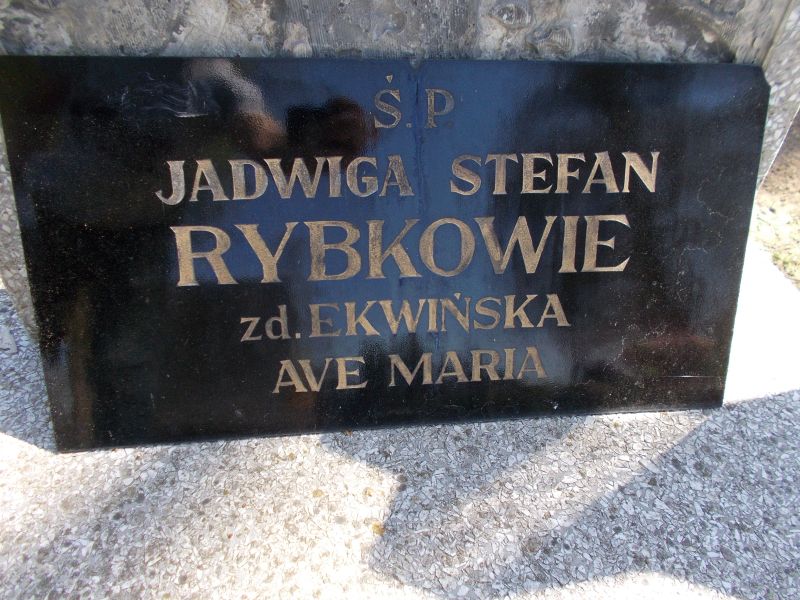 Ś.P.
JADWIGA STEFAN
RYBKOWIE
zd. EKWIŃSKA
AVE MARIA